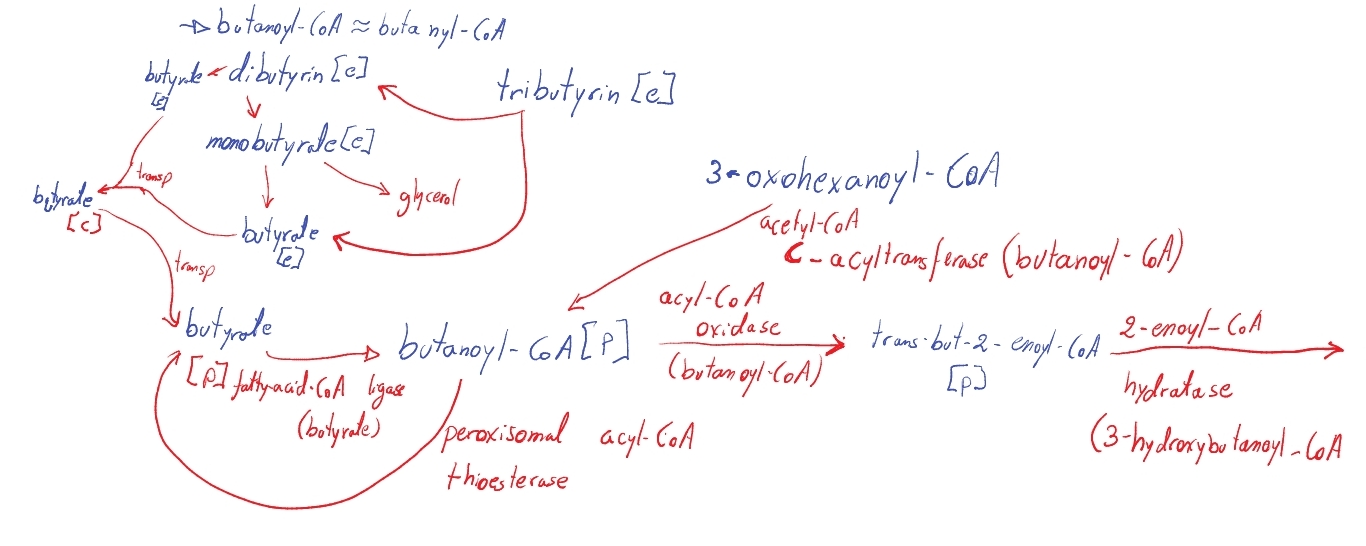 → butanoyl-CoA ≈ butanyl-CoA
butyrate
[e]
dibutyrin [e]
tributyrin [e]
monobutyrate [e]
transp
glycerol
butyrate
[c]
butyrate
[e]
transp
3-oxohexanoyl-CoA
acetyl-CoA
C-acyltransferase (butanoyl-CoA)
butyrate
[p]
fatty-acid-CoA ligase
(butyrate)
butanoyl-CoA [p]
acyl-CoA
oxidase
(butanoyl-CoA)
trans-but-2-enoyl-CoA
[p]
2-enoyl-CoA
hydratase
(3-hydroxybutanoyl-CoA
peroxisomal acyl-CoA
thioesterase